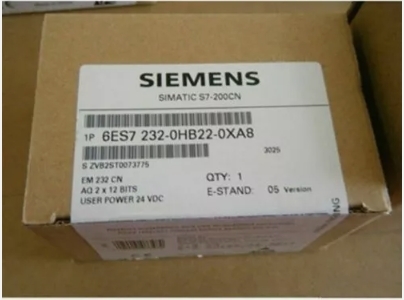 SIEMENS
SIMATIC S7-200CN
1P 6ES7 232-0HB22-0XA8
S ZVB2ST0073775
3025
EM 232 CN
AQ 2 x 12 BITS
USER POWER 24 VDC
QTY: 1
E-STAND: 05 Version